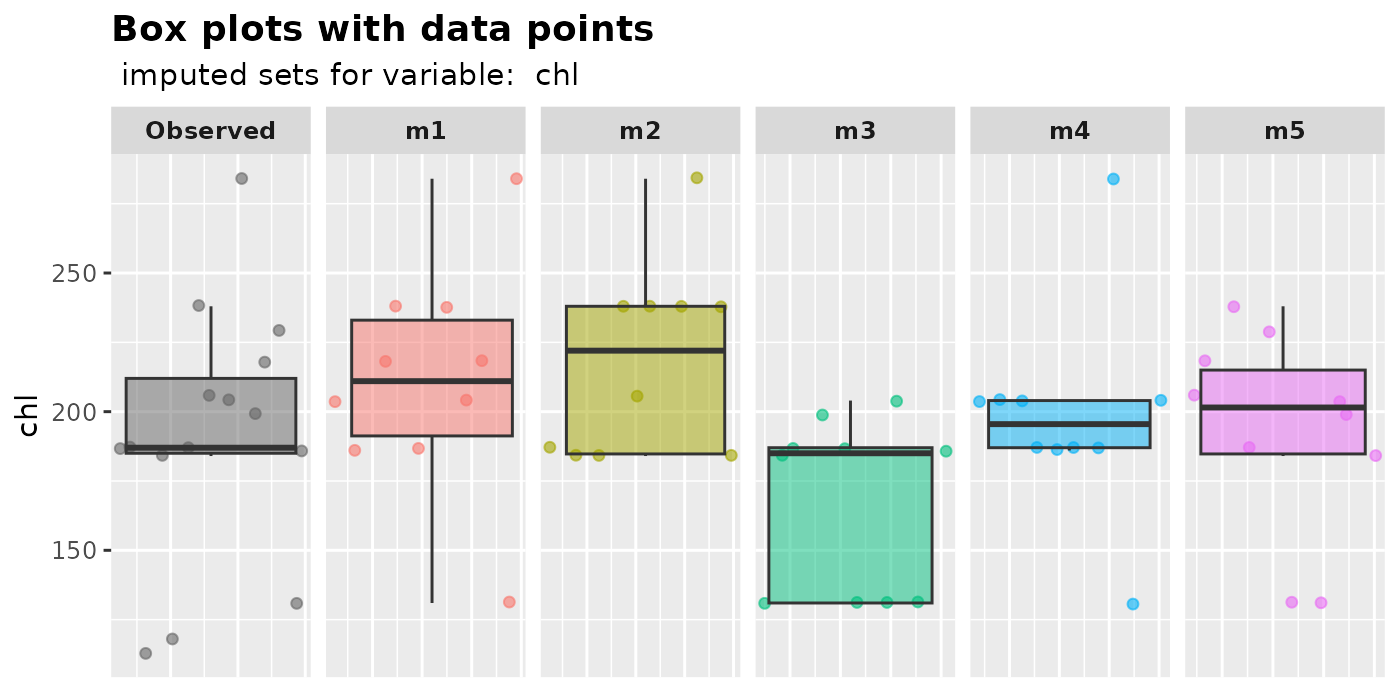 Box plots with data points
imputed sets for variable:  chl
Observed m1 m2 m3 m4 m5
chl
250
200
150